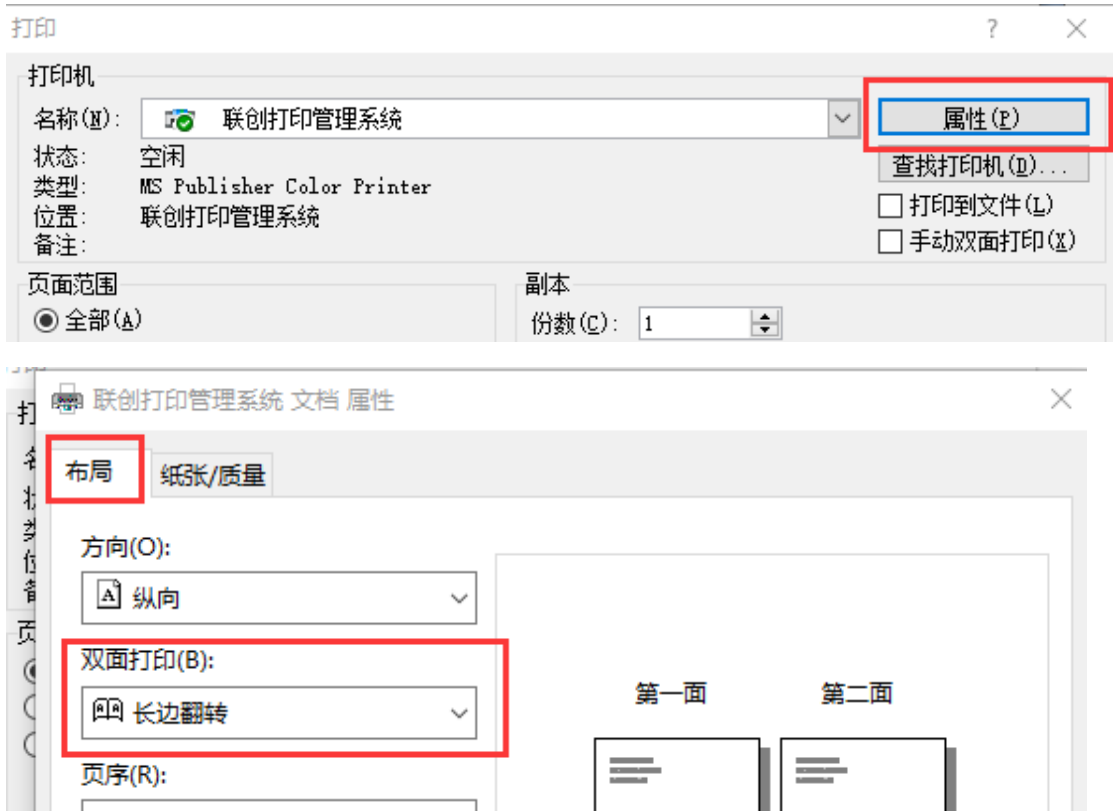 打印
?
打印机
名称(N): 联创打印管理系统 属性(P)
状态: 空闲 查找打印机(D)...
类型: MS Publisher Color Printer
位置: 联创打印管理系统 打印到文件(L)
备注: 手动双面打印(X)
页面范围 副本
全部(A) 份数(C): 1
联创打印管理系统 文档 属性
布局 纸张/质量
方向(O):
A 纵向
双面打印(B):
长边翻转
第一面 第二面
页序(R):